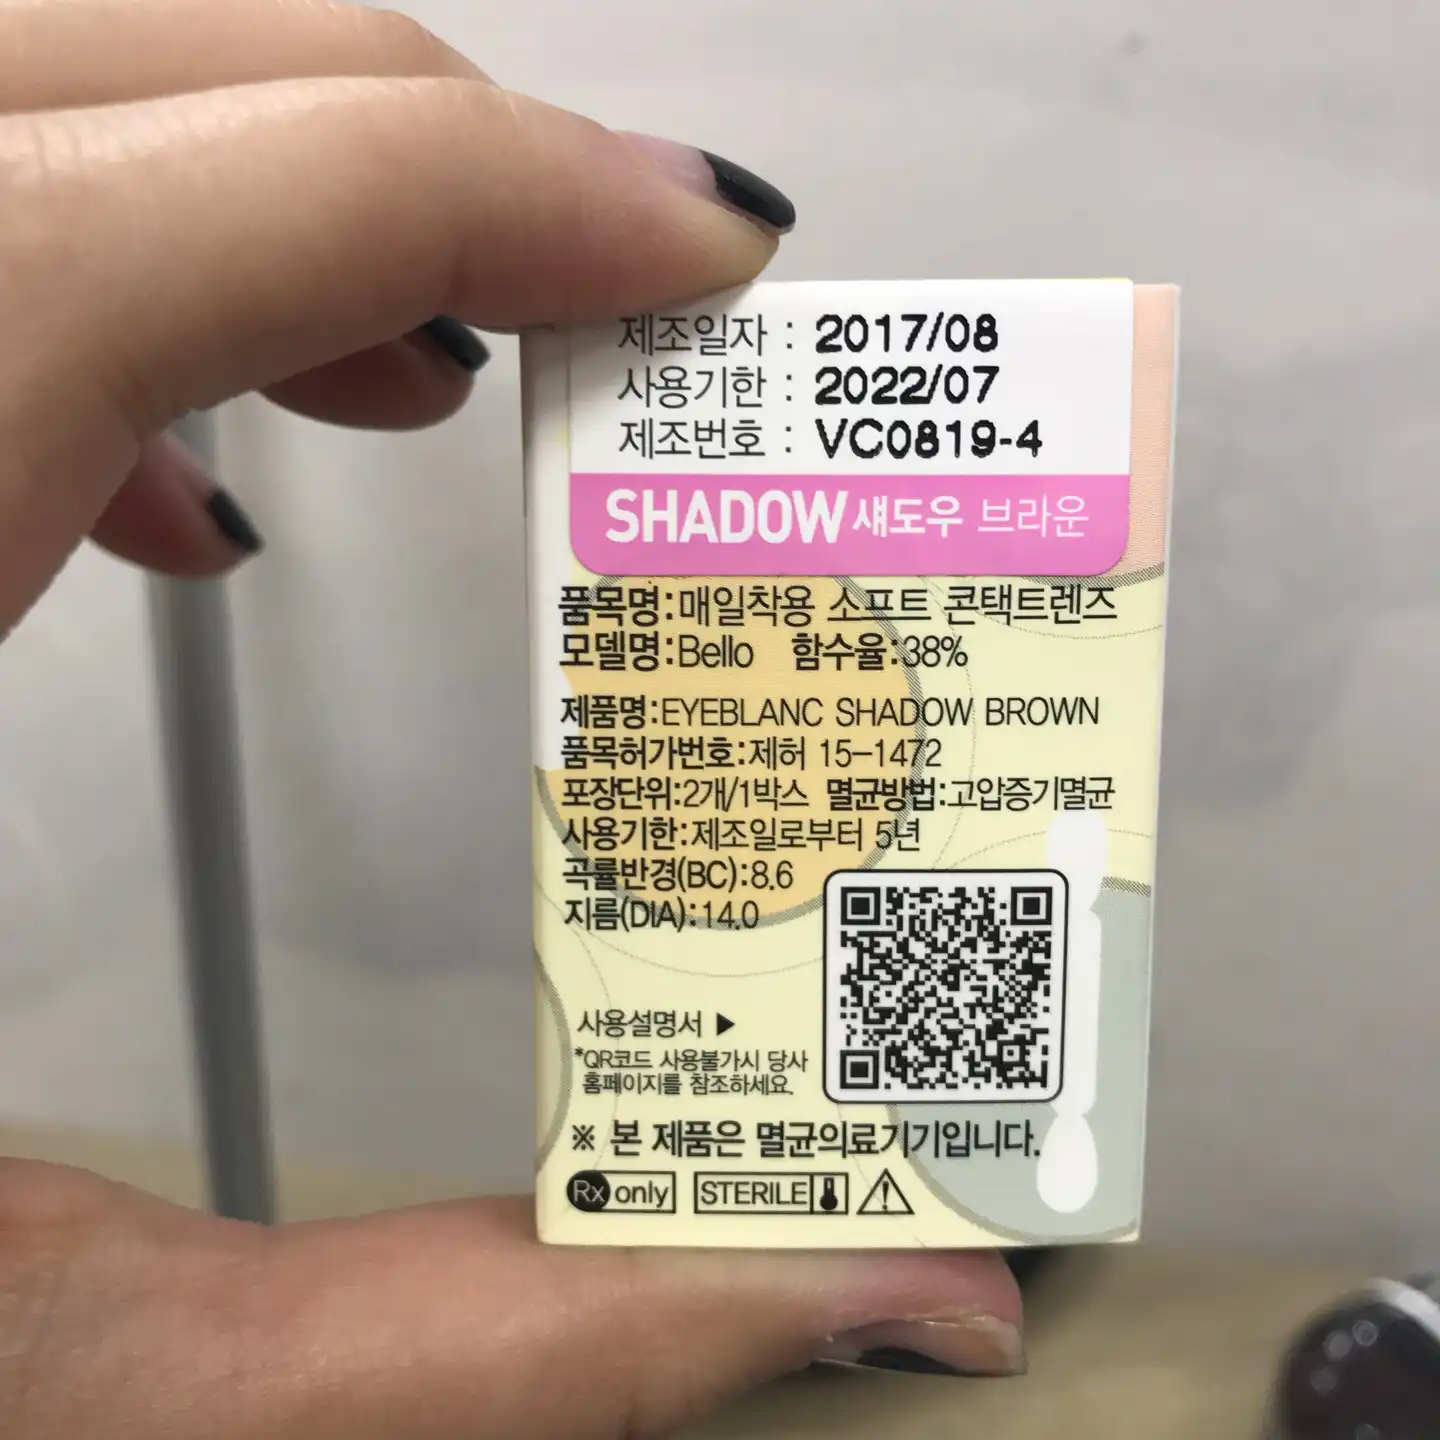 제조일자 : 2017/08
사용기한 : 2022/07
제조번호 : VC0819-4
SHADOW 섀도우 브라운
품목명:매일착용 소프트 콘택트렌즈
모델명:Bello 함수율:38%
제품명:EYEBLANC SHADOW BROWN
품목허가번호:제허 15-1472
포장단위:2개/1박스 멸균방법:고압증기멸균
사용기한:제조일로부터 5년
곡률반경(BC):8.6
지름(DIA):14.0
사용설명서 ▶
*QR코드 사용불가시 당사
홈페이지를 참조하세요.
※ 본 제품은 멸균의료기기입니다.
Rx only STERILE